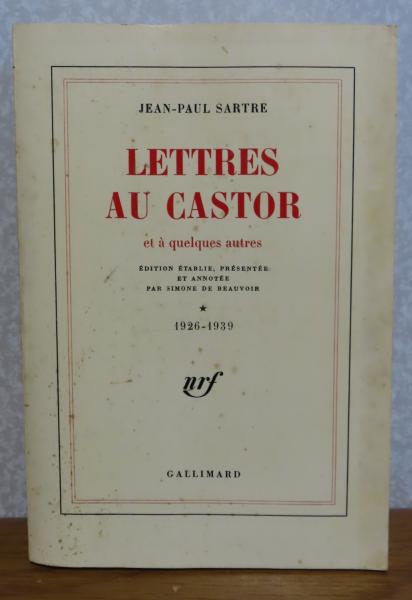 JEAN-PAUL SARTRE
LETTRES
AU CASTOR
et à quelques autres
ÉDITION ÉTABLIE, PRÉSENTÉE
ET ANNOTÉE
PAR SIMONE DE BEAUVOIR
★
1926-1939
nrf
GALLIMARD